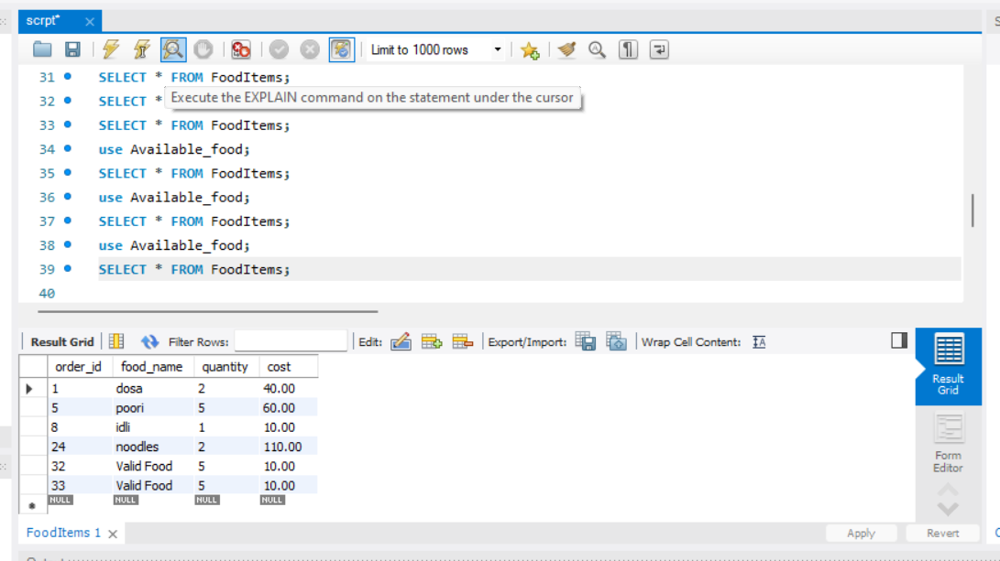 scrpt*
Limit to 1000 rows
31 SELECT * FROM FoodItems;
Execute the EXPLAIN command on the statement under the cursor
32 SELECT *
33 SELECT * FROM FoodItems;
34 use Available_food;
35 SELECT * FROM FoodItems;
36 use Available_food;
37 SELECT * FROM FoodItems;
38 use Available_food;
39 SELECT * FROM FoodItems;
40
Result Grid Filter Rows: Edit: Export/Import: Wrap Cell Content: IA
order_id food_name quantity cost
1 dosa 2 40.00
5 poori 5 60.00
8 idli 1 10.00
24 noodles 2 110.00
32 Valid Food 5 10.00
33 Valid Food 5 10.00
NULL NULL NULL NULL
Result
Grid
Form
Editor
FoodItems 1 Apply Revert